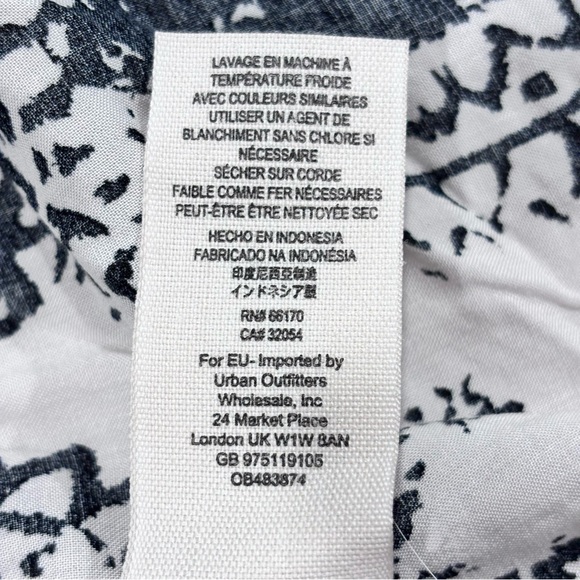 LAVAGE EN MACHINE À
TEMPÉRATURE FROIDE
AVEC COULEURS SIMILAIRES
UTILISER UN AGENT DE
BLANCHIMENT SANS CHLORE SI
NÉCESSAIRE
SÉCHER SUR CORDE
FAIBLE COMME FER NÉCESSAIRES
PEUT-ÊTRE ÊTRE NETTOYÉE SEC
HECHO EN INDONESIA
FABRICADO NA INDONÉSIA
印度尼西亞制造
インドネシア製
RN# 66170
CA# 32054
For EU- Imported by
Urban Outfitters
Wholesale, Inc
24 Market Place
London UK W1W 8AN
GB 975119105
OB483874